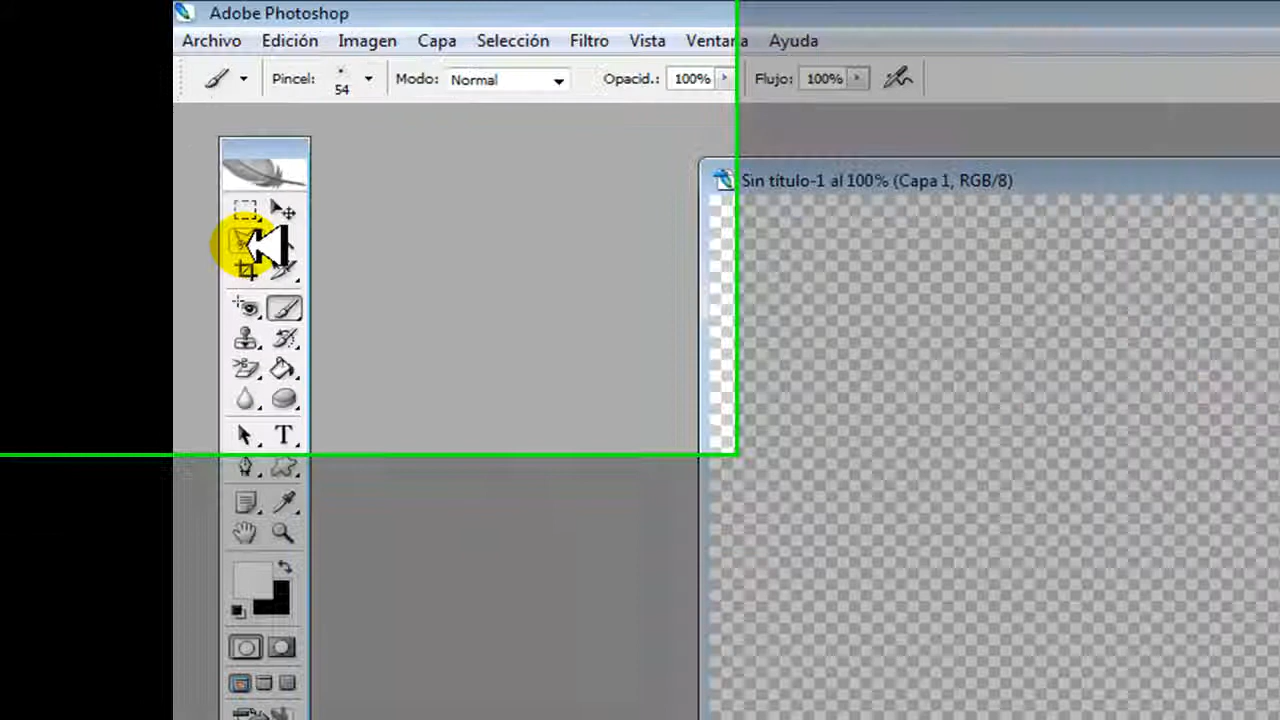 Adobe Photoshop
Archivo Edición Imagen Capa Selección Filtro Vista Ventana Ayuda
Pincel: 54 Modo: Normal Opacid.: 100% Flujo: 100%
Sin título-1 al 100% (Capa 1, RGB/8)
T